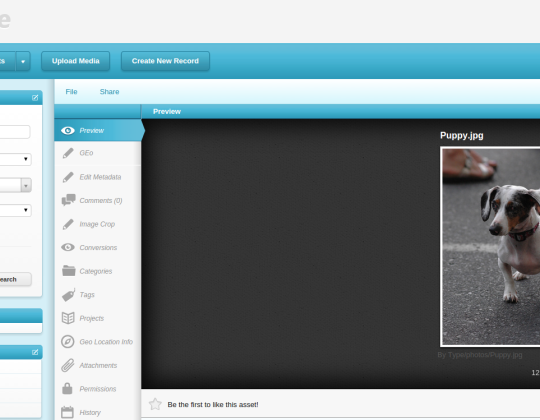 e
ts
Upload Media
Create New Record
File
Share
Preview
Preview
Puppy.jpg
GEo
Edit Metadata
Comments (0)
Image Crop
Conversions
earch
Categories
Tags
Projects
Geo Location Info
By Type/photos/Puppy.jpg
Attachments
12
Permissions
Be the first to like this asset!
History